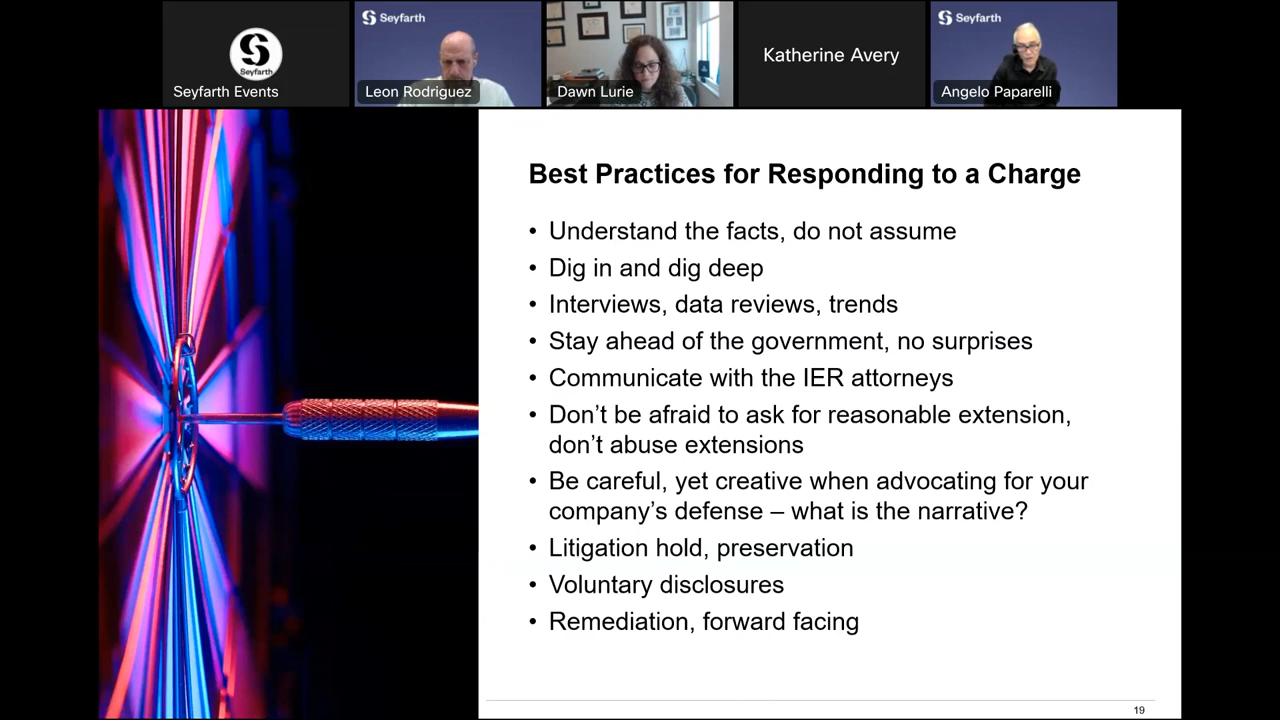 Seyfarth
Seyfarth Events
Seyfarth
Leon Rodriguez
Dawn Lurie
Katherine Avery
Seyfarth
Angelo Paparelli
Best Practices for Responding to a Charge
• Understand the facts, do not assume
• Dig in and dig deep
• Interviews, data reviews, trends
• Stay ahead of the government, no surprises
• Communicate with the IER attorneys
• Don’t be afraid to ask for reasonable extension,
don’t abuse extensions
• Be careful, yet creative when advocating for your
company’s defense – what is the narrative?
• Litigation hold, preservation
• Voluntary disclosures
• Remediation, forward facing
19